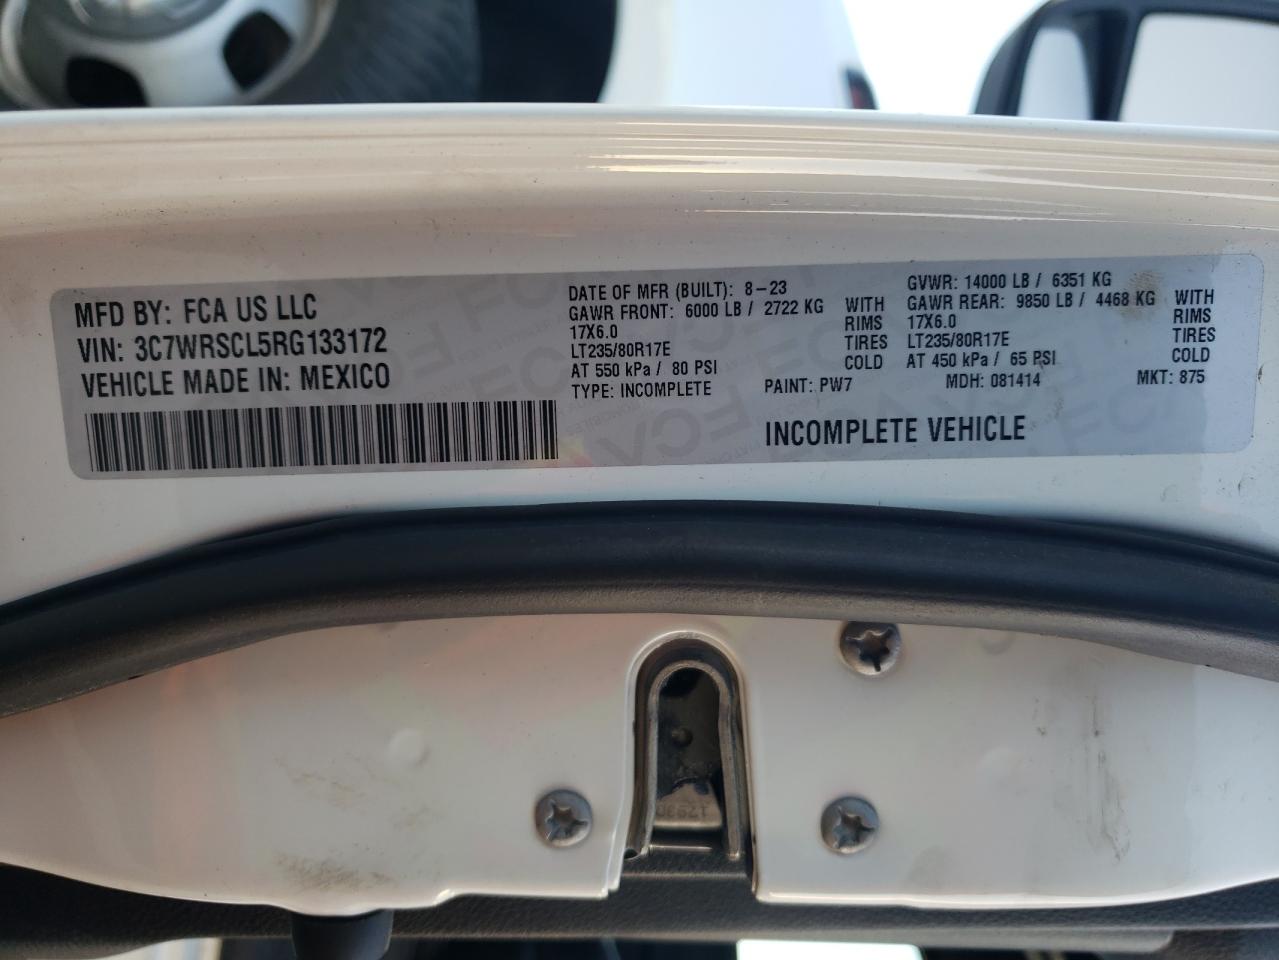 MFD BY: FCA US LLC
VIN: 3C7WRSCL5RG133172
VEHICLE MADE IN: MEXICO
DATE OF MFR (BUILT): 8-23
GAWR FRONT: 6000 LB / 2722 KG WITH
17X6.0 RIMS
LT235/80R17E TIRES
AT 550 kPa / 80 PSI COLD
TYPE: INCOMPLETE
GVWR: 14000 LB / 6351 KG
GAWR REAR: 9850 LB / 4468 KG WITH
17X6.0 RIMS
LT235/80R17E TIRES
AT 450 kPa / 65 PSI COLD
PAINT: PW7 MDH: 081414 MKT: 875
INCOMPLETE VEHICLE